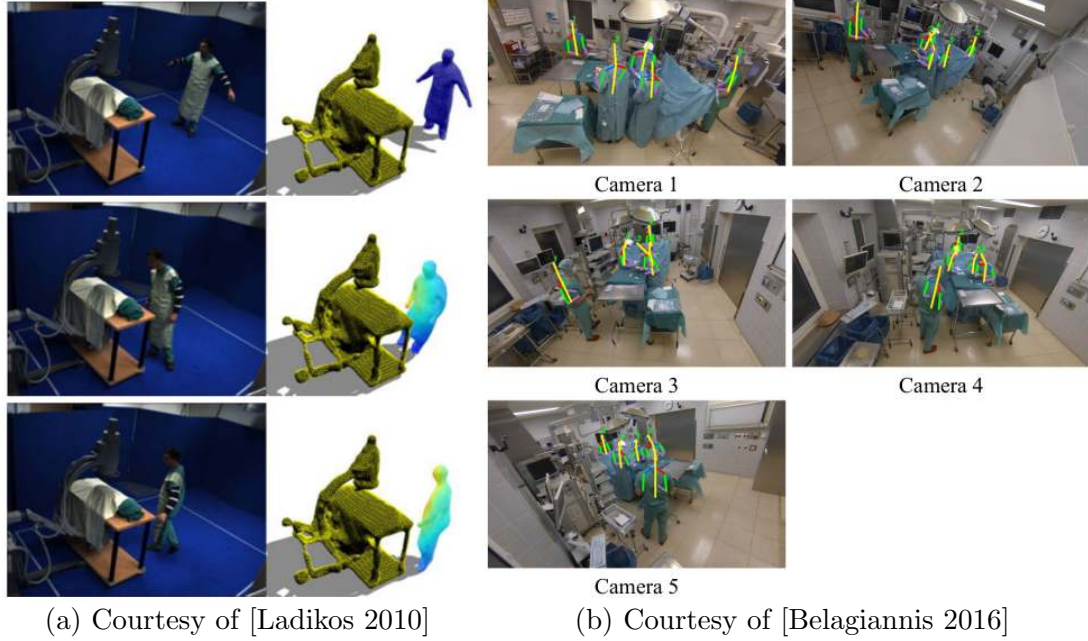 Camera 1
Camera 2
Camera 3
Camera 4
Camera 5
(a) Courtesy of [Ladikos 2010]
(b) Courtesy of [Belagiannis 2016]